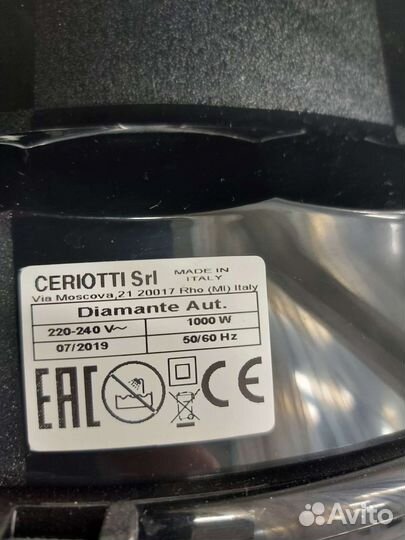 CERIOTTI Srl MADE IN ITALY
Via Moscova,21 20017 Rho (MI) Italy
Diamante Aut.
220-240 V~ 1000 W
07/2019 50/60 Hz
EAC CE
Avito